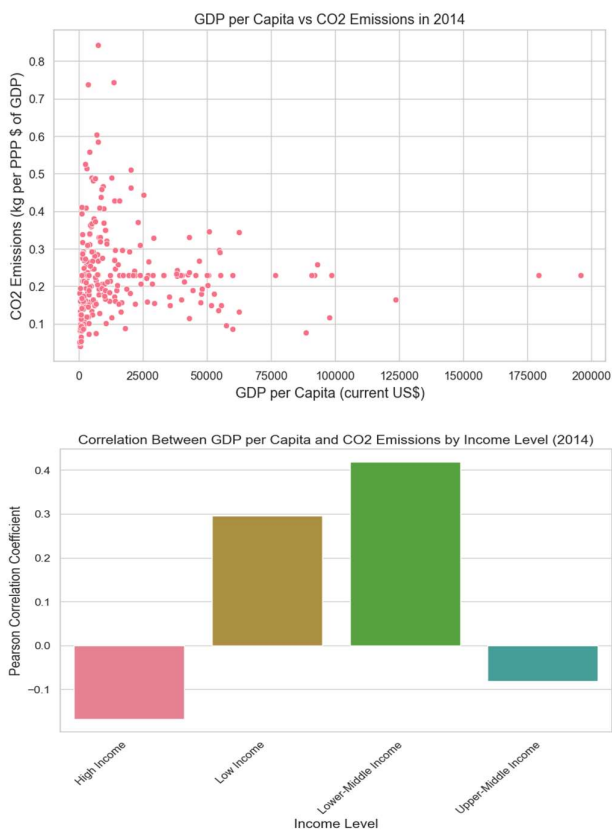 GDP per Capita vs CO2 Emissions in 2014
CO2 Emissions (kg per PPP $ of GDP)
0.8
0.7
0.6
0.5
0.4
0.3
0.2
0.1
0 25000 50000 75000 100000 125000 150000 175000 200000
GDP per Capita (current US$)
Correlation Between GDP per Capita and CO2 Emissions by Income Level (2014)
Pearson Correlation Coefficient
0.4
0.3
0.2
0.1
0.0
−0.1
High Income
Low Income
Lower-Middle Income
Upper-Middle Income
Income Level